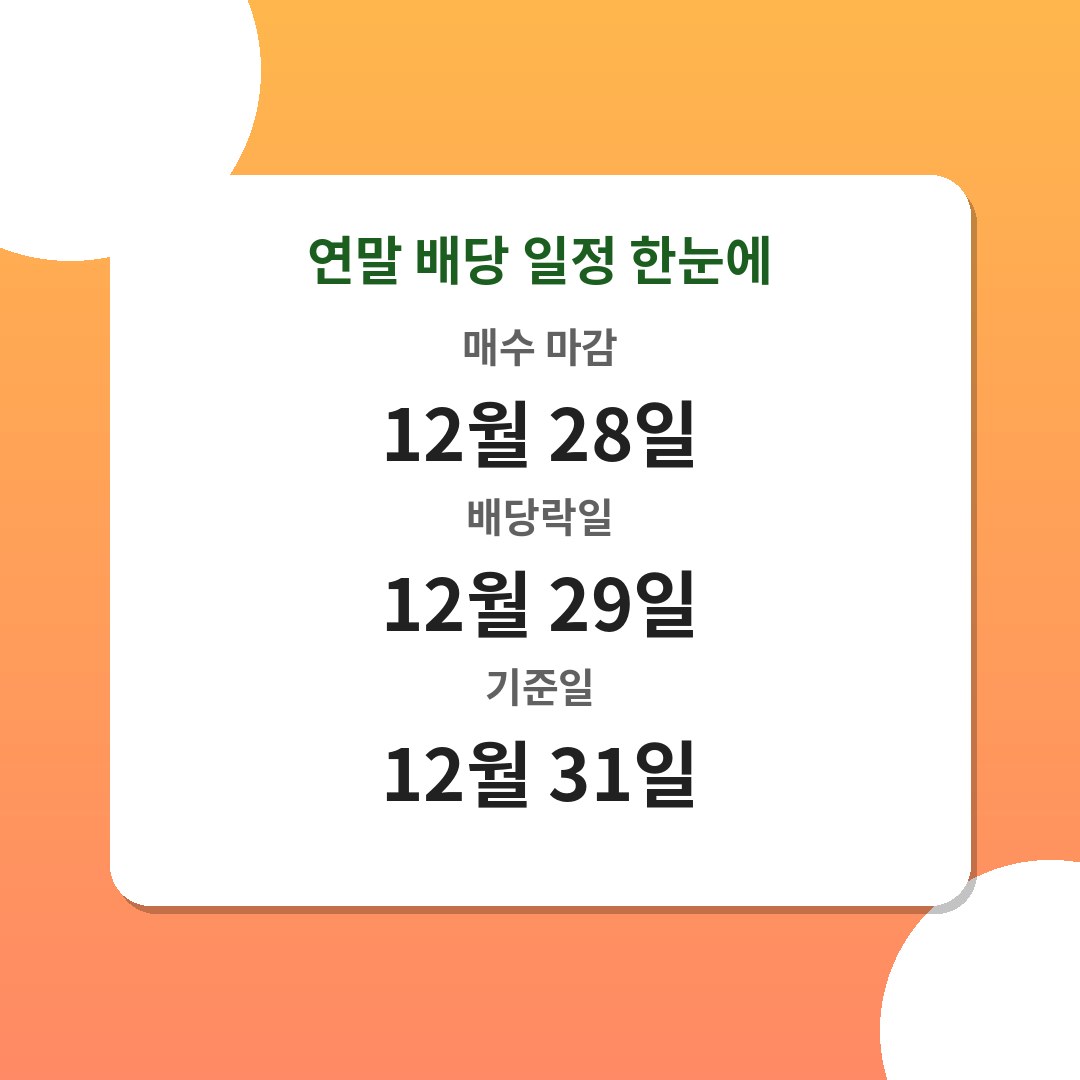 연말 배당 일정 한눈에
매수 마감
12월 28일
배당락일
12월 29일
기준일
12월 31일